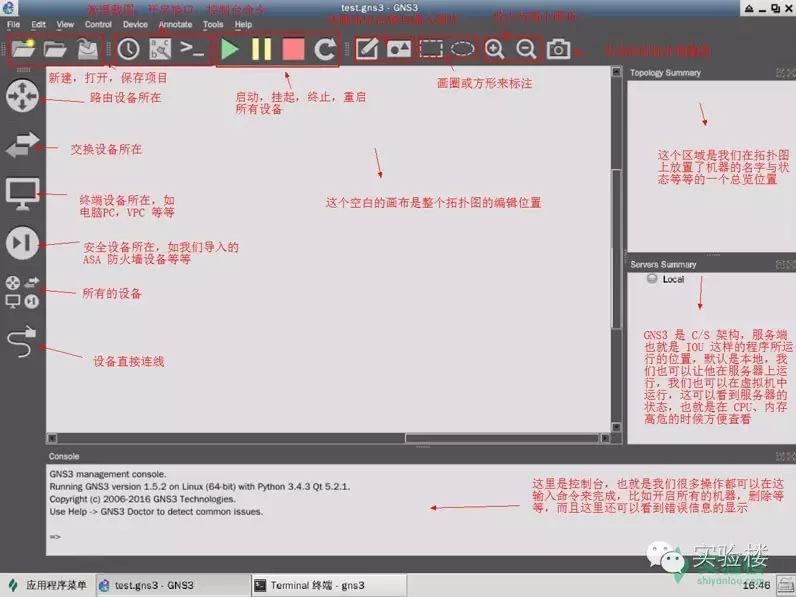 test.gns3 - GNS3
File Edit View Control Device Annotate Tools Help
新建，打开，保存项目
路由设备所在
启动，挂起，终止，重启
所有设备
画圈或方形来标注
交换设备所在
终端设备所在，如
电脑PC，VPC 等等
安全设备所在，如我们导入的
ASA 防火墙设备等等
所有的设备
设备直接连线
这个空白的画布是整个拓扑图的编辑位置
Topology Summary
这个区域是我们在拓扑图
上放置了机器的名字与状
态等等的一个总览位置
Servers Summary
Local
GNS3 是 C/S 架构，服务端
也就是 IOU 这样的程序所运
行的位置，默认是本地，我
们也可以让他在服务器上运
行，我们也可以在虚拟机中
运行，这可以看到服务器的
状态，也就是在 CPU、内存
高危的时候方便查看
Console
GNS3 management console.
Running GNS3 version 1.5.2 on Linux (64-bit) with Python 3.4.3 Qt 5.2.1.
Copyright (c) 2006-2016 GNS3 Technologies.
Use Help -> GNS3 Doctor to detect common issues.
=>
这里是控制台，也就是我们很多操作都可以在这
输入命令来完成，比如开启所有的机器，删除等
等，而且这里还可以看到错误信息的显示
实验楼
shiyanlou.com
应用程序菜单
test.gns3 - GNS3
Terminal 终端 - gns3
16:46